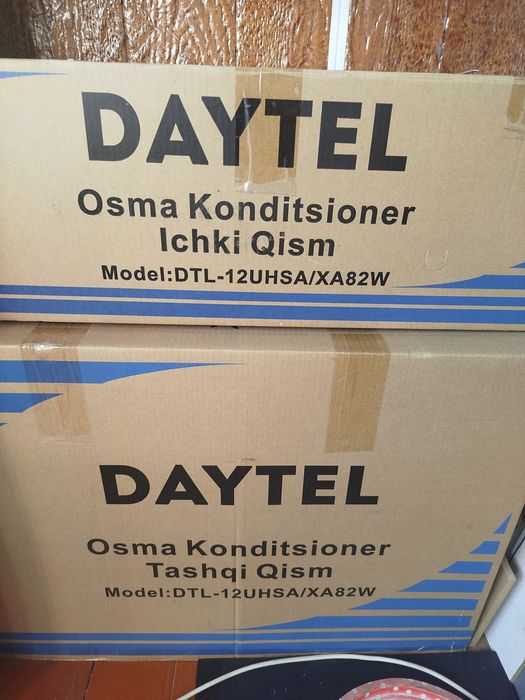 DAYTEL
Osma Konditsioner
Ichki Qism
Model:DTL-12UHSA/XA82W
DAYTEL
Osma Konditsioner
Tashqi Qism
Model:DTL-12UHSA/XA82W